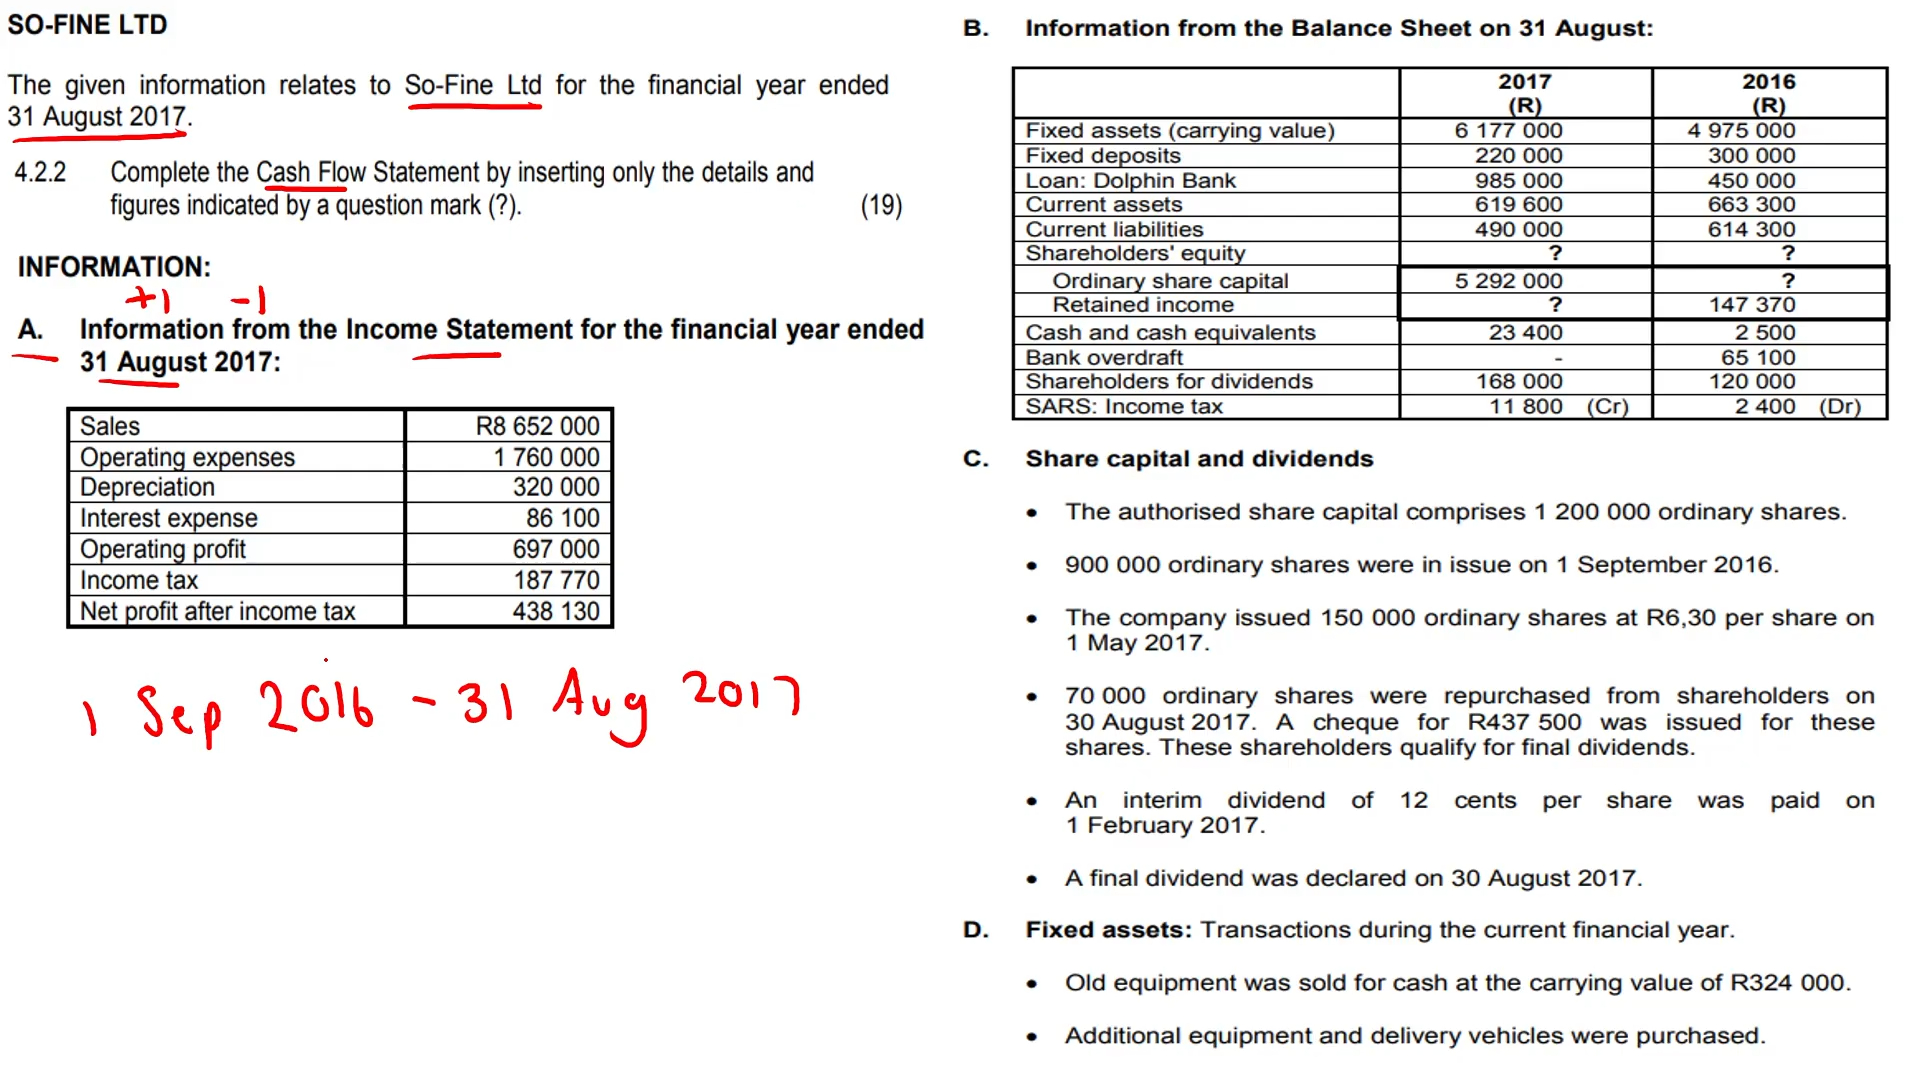 SO-FINE LTD
The given information relates to So-Fine Ltd for the financial year ended
31 August 2017.
4.2.2 Complete the Cash Flow Statement by inserting only the details and
figures indicated by a question mark (?). (19)
INFORMATION:
+1 -1
A. Information from the Income Statement for the financial year ended
31 August 2017:
Sales R8 652 000
Operating expenses 1 760 000
Depreciation 320 000
Interest expense 86 100
Operating profit 697 000
Income tax 187 770
Net profit after income tax 438 130
1 Sep 2016 - 31 Aug 2017
B. Information from the Balance Sheet on 31 August:
2017 2016
(R) (R)
Fixed assets (carrying value) 6 177 000 4 975 000
Fixed deposits 220 000 300 000
Loan: Dolphin Bank 985 000 450 000
Current assets 619 600 663 300
Current liabilities 490 000 614 300
Shareholders' equity ? ?
Ordinary share capital 5 292 000 ?
Retained income ? 147 370
Cash and cash equivalents 23 400 2 500
Bank overdraft - 65 100
Shareholders for dividends 168 000 120 000
SARS: Income tax 11 800 (Cr) 2 400 (Dr)
C. Share capital and dividends
• The authorised share capital comprises 1 200 000 ordinary shares.
• 900 000 ordinary shares were in issue on 1 September 2016.
• The company issued 150 000 ordinary shares at R6,30 per share on
1 May 2017.
• 70 000 ordinary shares were repurchased from shareholders on
30 August 2017. A cheque for R437 500 was issued for these
shares. These shareholders qualify for final dividends.
• An interim dividend of 12 cents per share was paid on
1 February 2017.
• A final dividend was declared on 30 August 2017.
D. Fixed assets: Transactions during the current financial year.
• Old equipment was sold for cash at the carrying value of R324 000.
• Additional equipment and delivery vehicles were purchased.